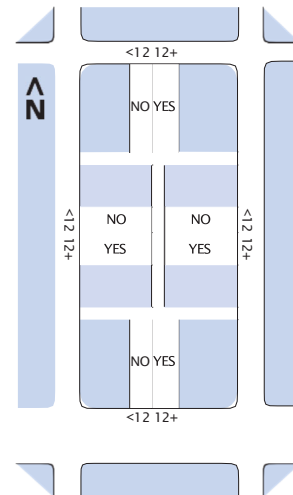 <12 12+
N
NO YES
<12 12+
NO
YES
NO
YES
<12 12+
NO YES
<12 12+